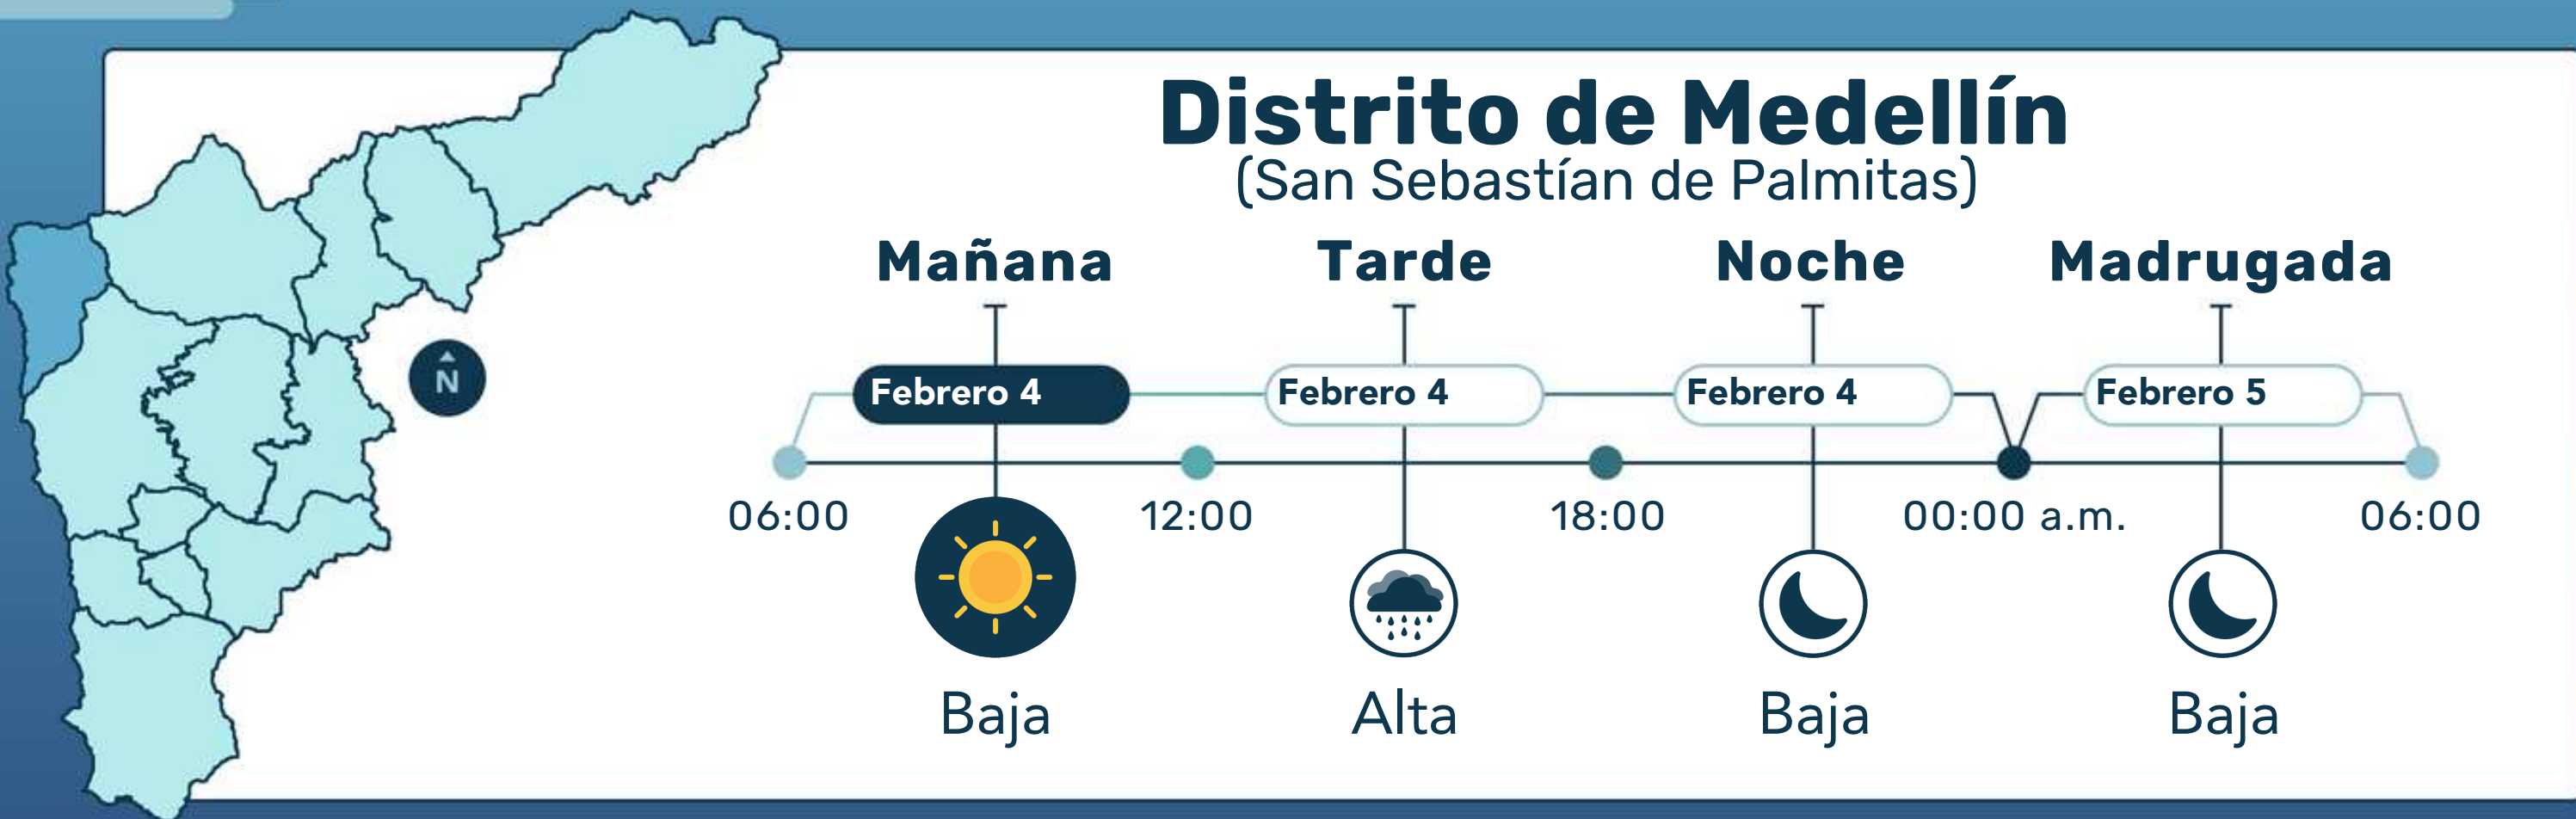 Distrito de Medellín
(San Sebastían de Palmitas)
Mañana Tarde Noche Madrugada
Febrero 4 Febrero 4 Febrero 4 Febrero 5
N
06:00 12:00 18:00 00:00 a.m. 06:00
Baja Alta Baja Baja